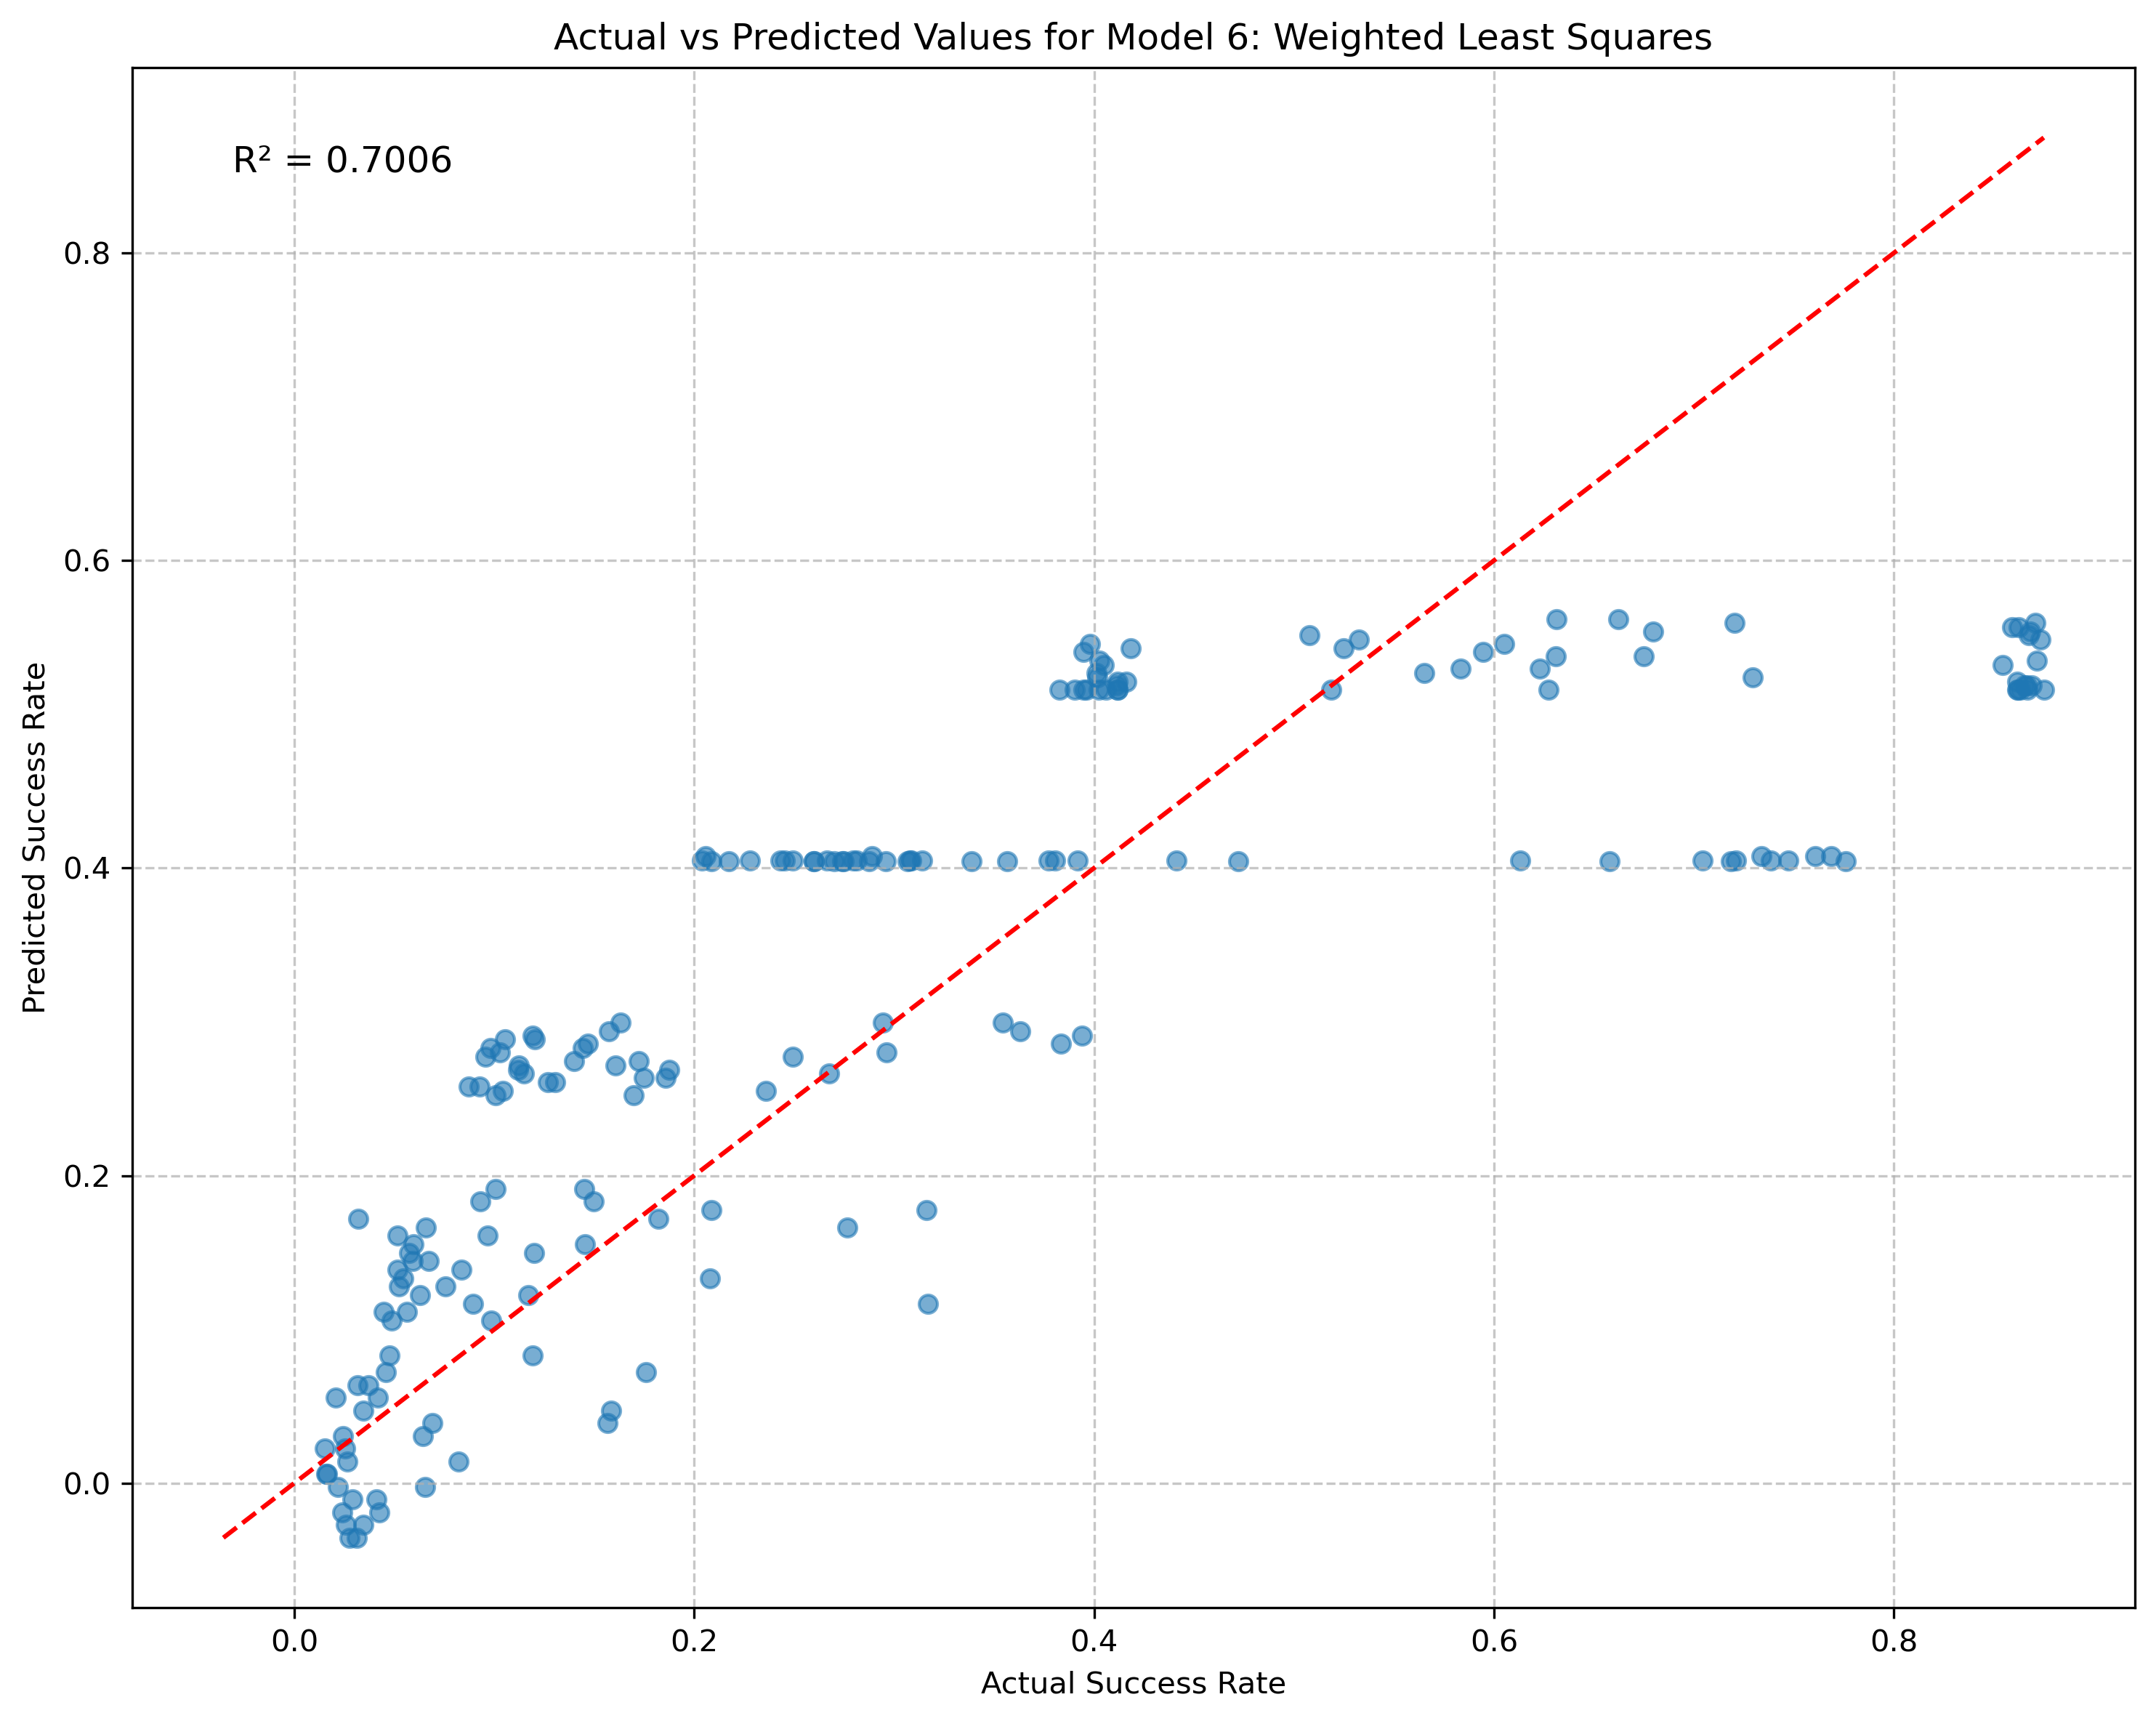 Actual vs Predicted Values for Model 6: Weighted Least Squares
R² = 0.7006
Predicted Success Rate
0.8
0.6
0.4
0.2
0.0
0.0 0.2 0.4 0.6 0.8
Actual Success Rate